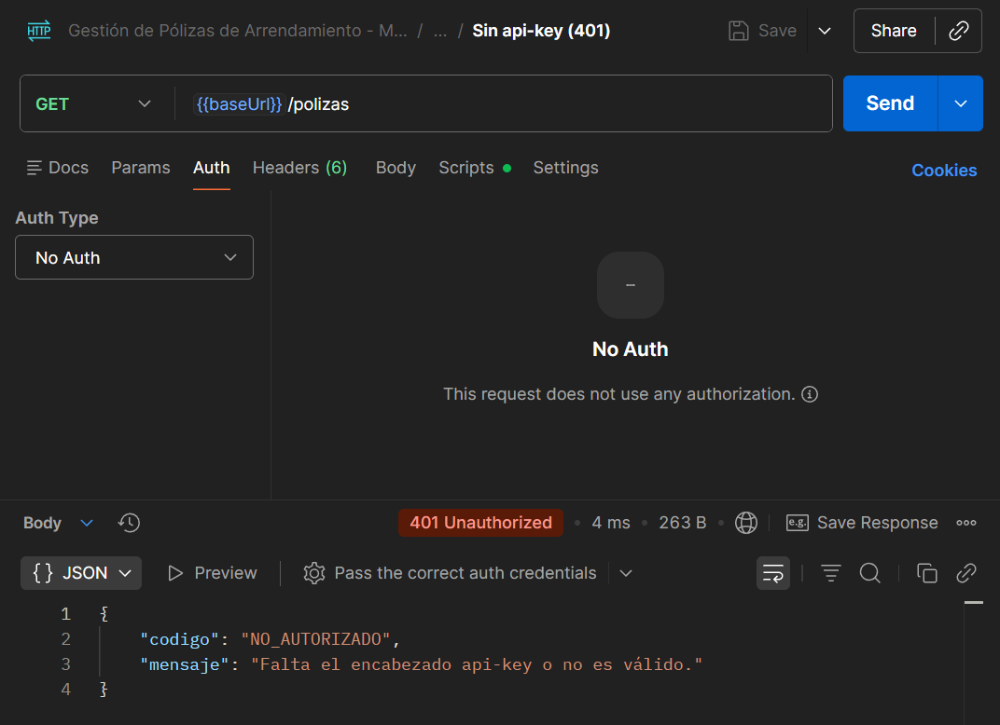 HTTP Gestión de Pólizas de Arrendamiento - M... / ... / Sin api-key (401) Save Share
GET {{baseUrl}} /polizas Send
Docs Params Auth Headers (6) Body Scripts Settings Cookies
Auth Type
No Auth
No Auth
This request does not use any authorization.
Body 401 Unauthorized 4 ms 263 B e.g. Save Response
{} JSON Preview Pass the correct auth credentials
1 {
2 "codigo": "NO_AUTORIZADO",
3 "mensaje": "Falta el encabezado api-key o no es válido."
4 }